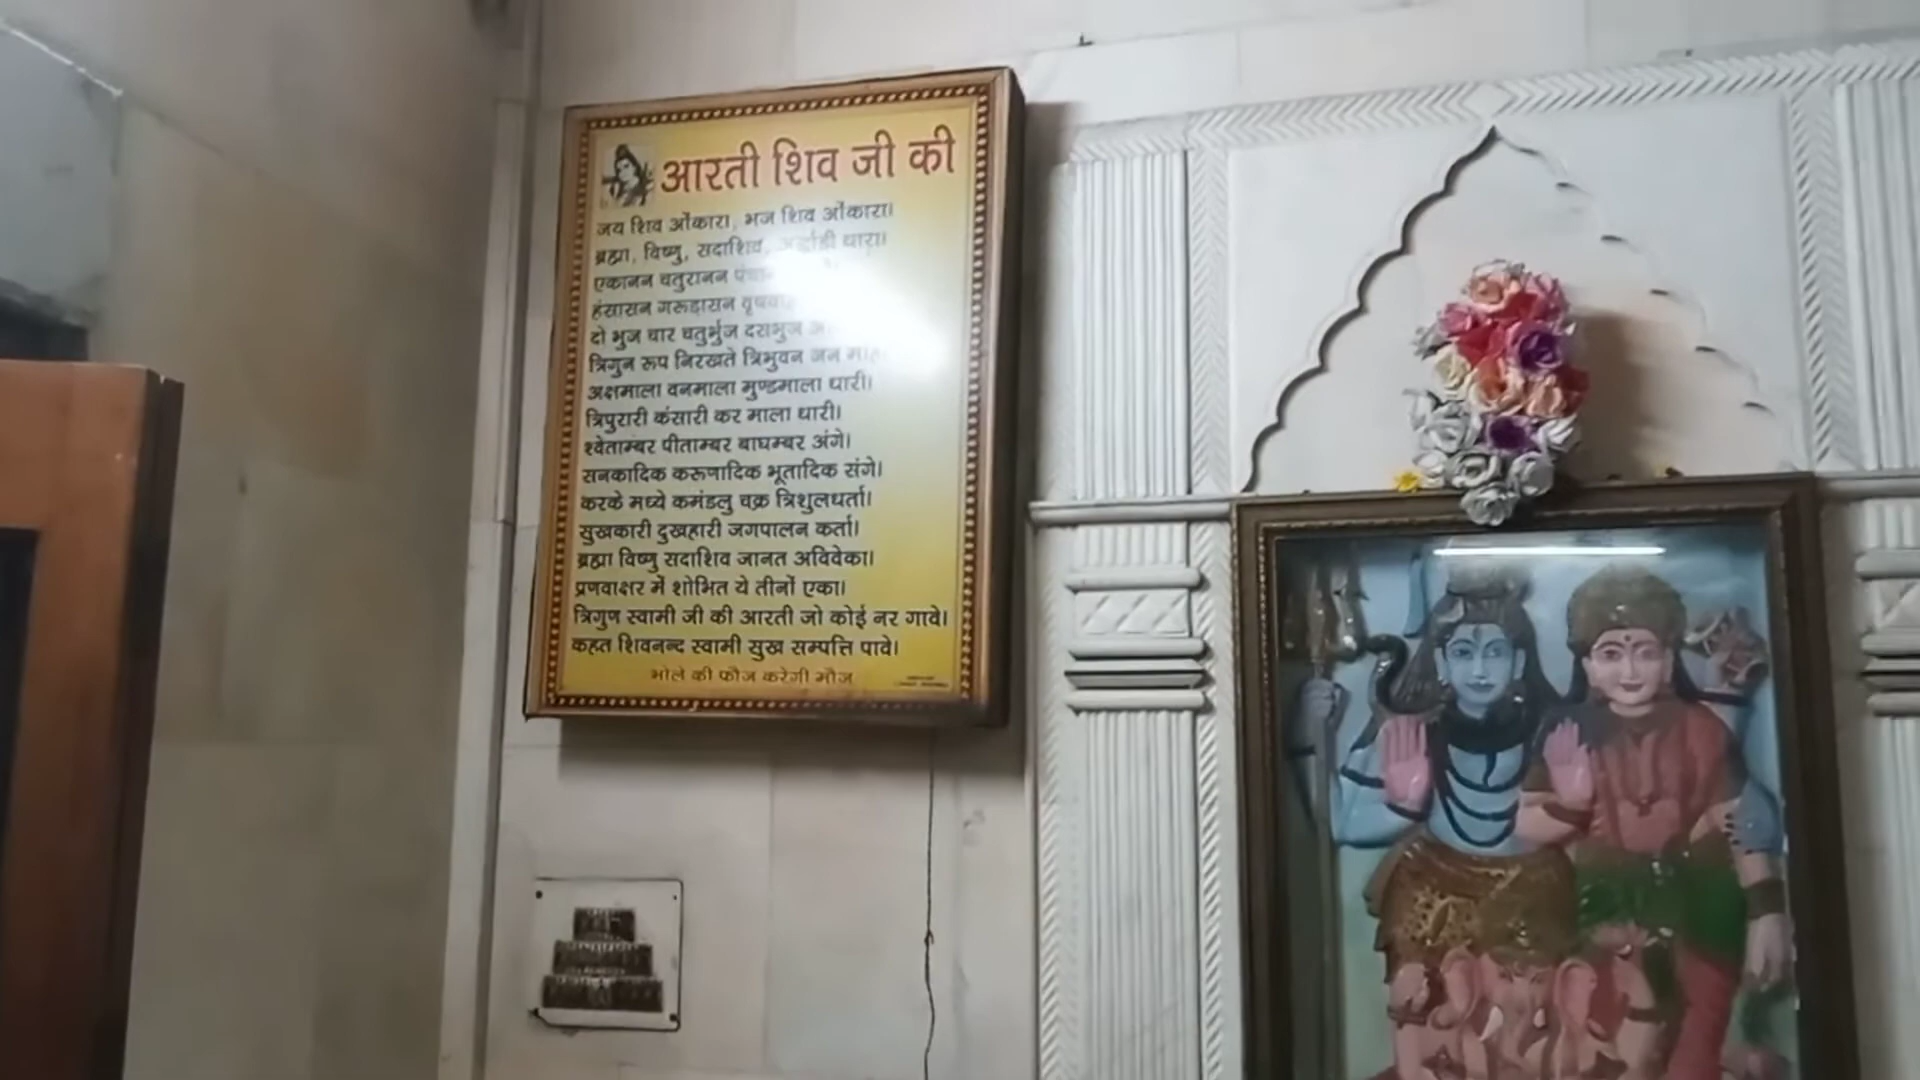 आरती शिव जी की
जय शिव ओंकारा, भज शिव ओंकारा।
ब्रह्मा, विष्णु, सदाशिव, धारा।
एकानन चतुरानन
हंसासन गरूड़ासन
दो भुज चार चतुर्भुज दसभुज
त्रिगुन रूप निरखते त्रिभुवन जन
अक्षमाला वनमाला मुण्डमाला धारी।
त्रिपुरारी कंसारी कर माला धारी।
श्वेताम्बर पीताम्बर बाघम्बर अंगे।
सनकादिक करूणादिक भूतादिक संगे।
करके मध्ये कमंडलु चक्र त्रिशुलधर्ता।
सुखकारी दुखहारी जगपालन कर्ता।
ब्रह्मा विष्णु सदाशिव जानत अविवेका।
प्रणवाक्षर में शोभित ये तीनों एका।
त्रिगुण स्वामी जी की आरती जो कोई नर गावे।
कहत शिवनन्द स्वामी सुख सम्पत्ति पावे।
भोले की फौज करेगी मौज